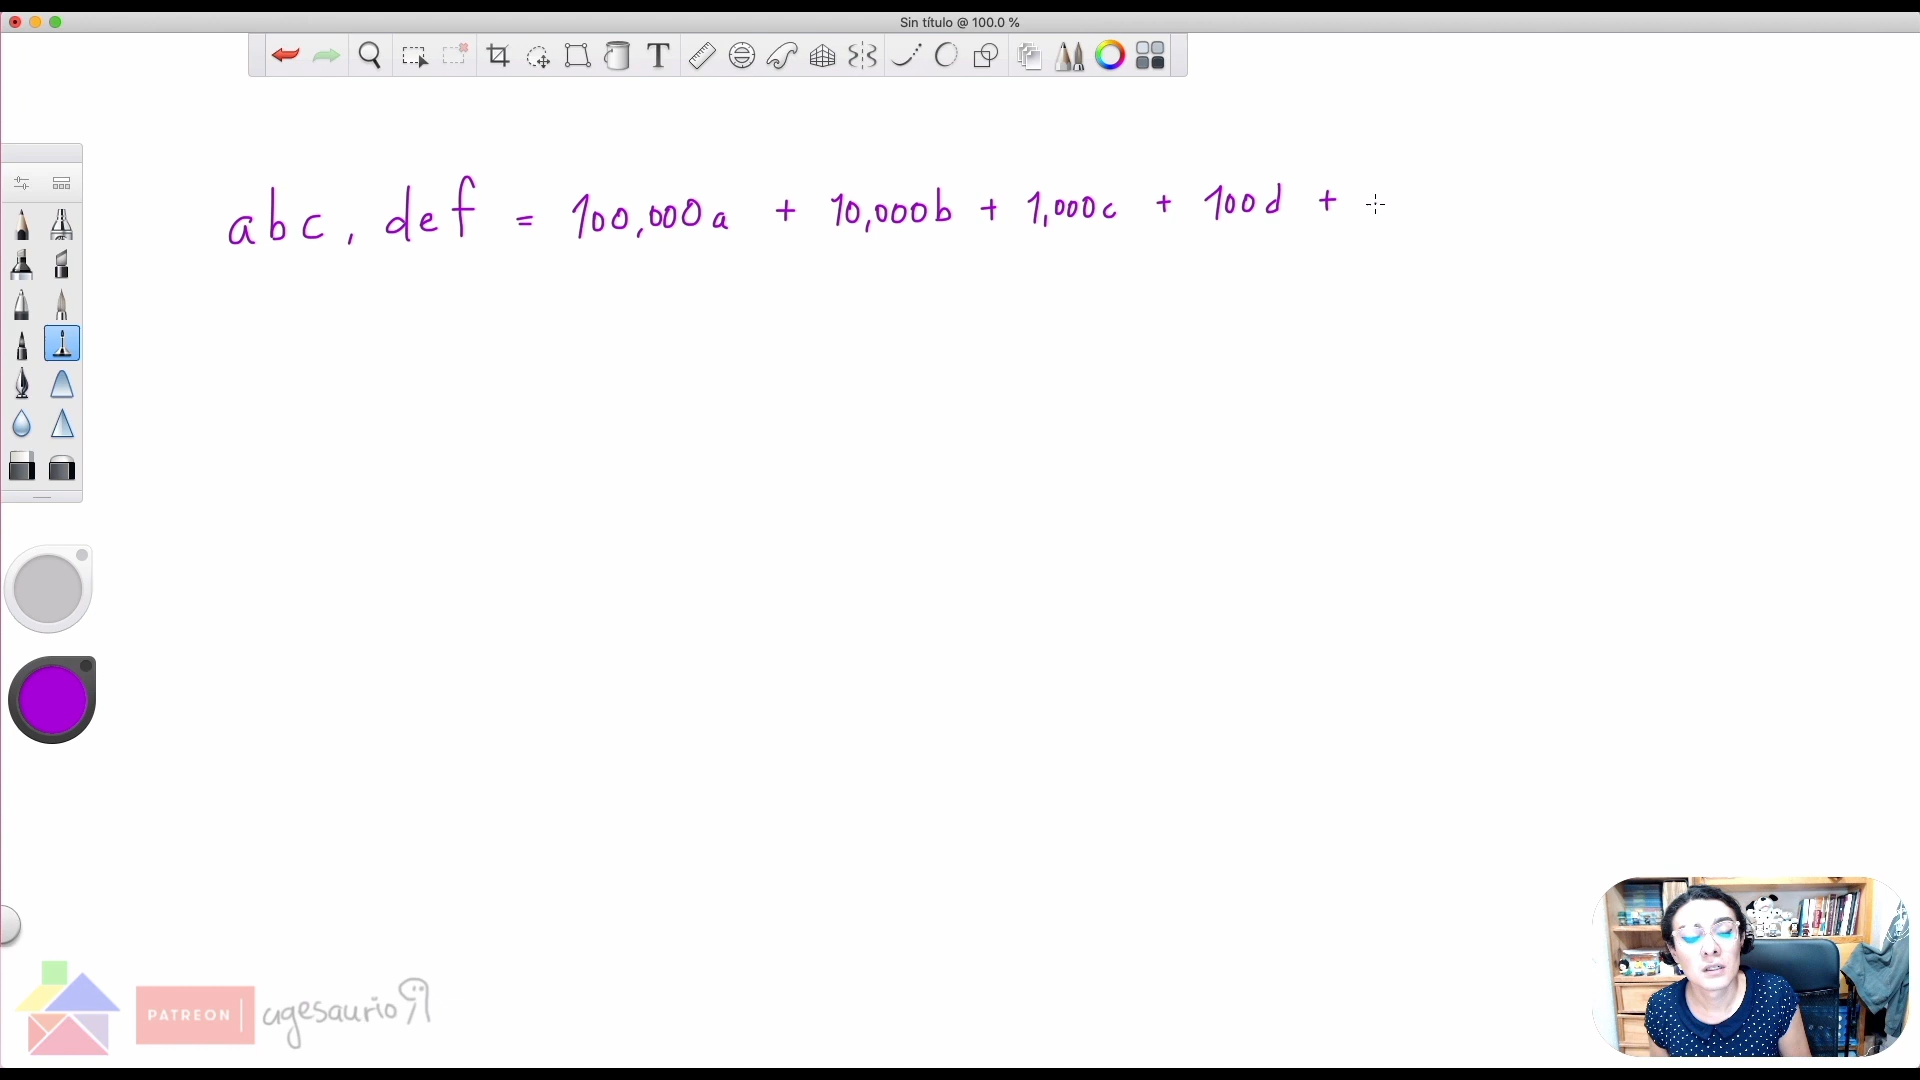 Sin título @ 100.0 %
T
abc, def = 100,000a + 10,000b + 1,000c + 100d +
PATREON | agesaurio